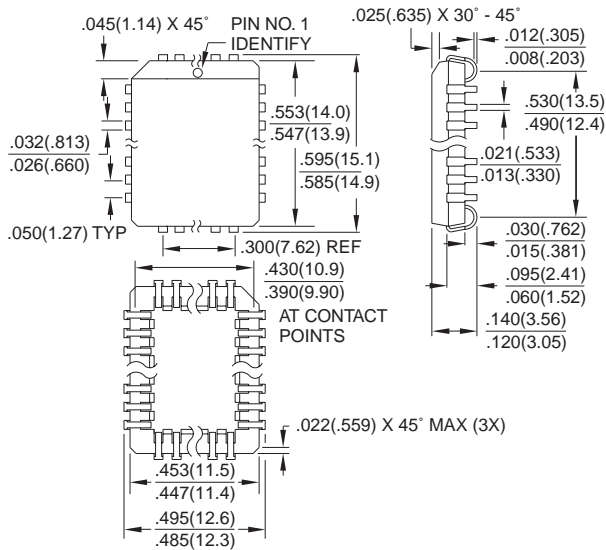 .045(1.14) X 45°
PIN NO. 1
IDENTIFY
.025(.635) X 30° - 45°
.012(.305)
.008(.203)
.553(14.0)
.547(13.9)
.530(13.5)
.490(12.4)
.032(.813)
.026(.660)
.595(15.1)
.585(14.9)
.021(.533)
.013(.330)
.050(1.27) TYP
.300(7.62) REF
.030(.762)
.015(.381)
.430(10.9)
.390(9.90)
AT CONTACT
POINTS
.095(2.41)
.060(1.52)
.140(3.56)
.120(3.05)
.022(.559) X 45° MAX (3X)
.453(11.5)
.447(11.4)
.495(12.6)
.485(12.3)